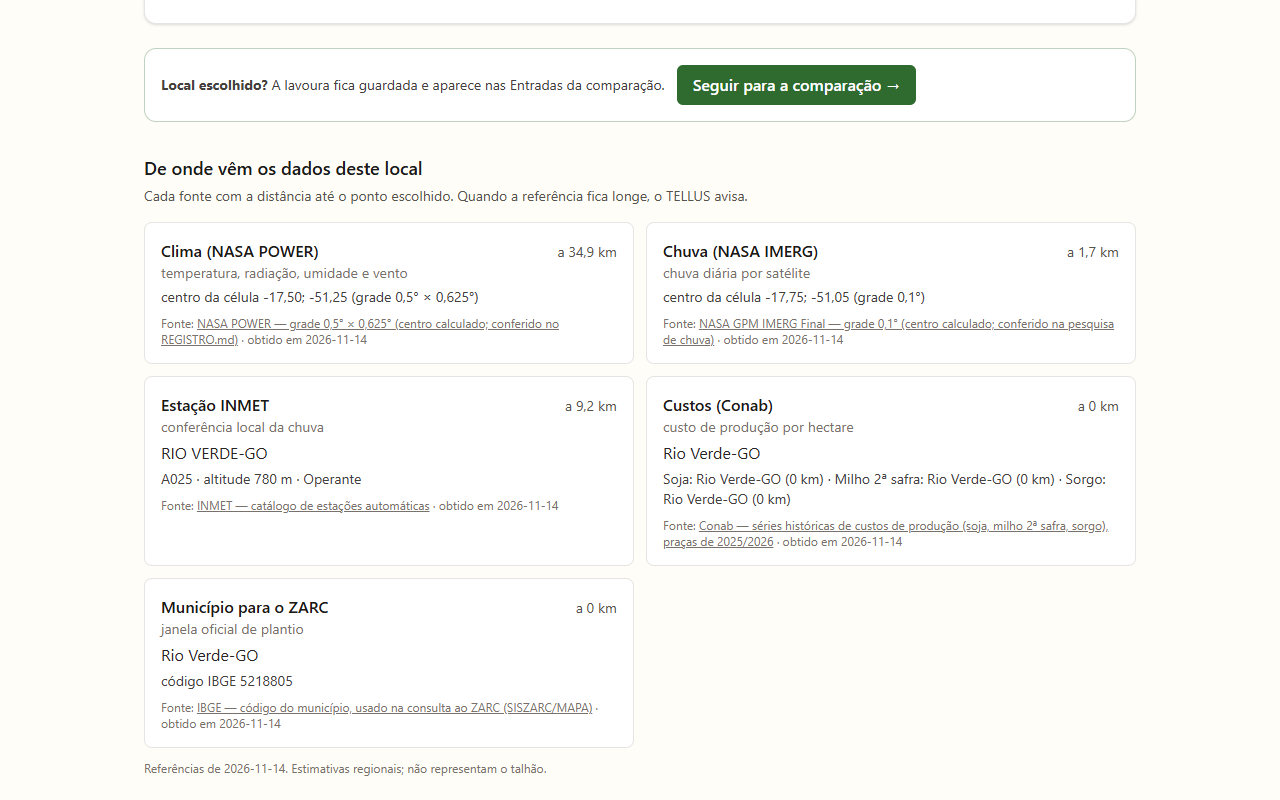 Local escolhido? A lavoura fica guardada e aparece nas Entradas da comparação.
Seguir para a comparação →
De onde vêm os dados deste local
Cada fonte com a distância até o ponto escolhido. Quando a referência fica longe, o TELLUS avisa.
Clima (NASA POWER)
a 34,9 km
temperatura, radiação, umidade e vento
centro da célula -17,50; -51,25 (grade 0,5° × 0,625°)
Fonte: NASA POWER — grade 0,5° × 0,625° (centro calculado; conferido no
REGISTRO.md) · obtido em 2026-11-14
Chuva (NASA IMERG)
a 1,7 km
chuva diária por satélite
centro da célula -17,75; -51,05 (grade 0,1°)
Fonte: NASA GPM IMERG Final — grade 0,1° (centro calculado; conferido na pesquisa
de chuva) · obtido em 2026-11-14
Estação INMET
a 9,2 km
conferência local da chuva
RIO VERDE-GO
A025 · altitude 780 m · Operante
Fonte: INMET — catálogo de estações automáticas · obtido em 2026-11-14
Custos (Conab)
a 0 km
custo de produção por hectare
Rio Verde-GO
Soja: Rio Verde-GO (0 km) · Milho 2ª safra: Rio Verde-GO (0 km) · Sorgo:
Rio Verde-GO (0 km)
Fonte: Conab — séries históricas de custos de produção (soja, milho 2ª safra, sorgo),
praças de 2025/2026 · obtido em 2026-11-14
Município para o ZARC
a 0 km
janela oficial de plantio
Rio Verde-GO
código IBGE 5218805
Fonte: IBGE — código do município, usado na consulta ao ZARC (SISZARC/MAPA) ·
obtido em 2026-11-14
Referências de 2026-11-14. Estimativas regionais; não representam o talhão.